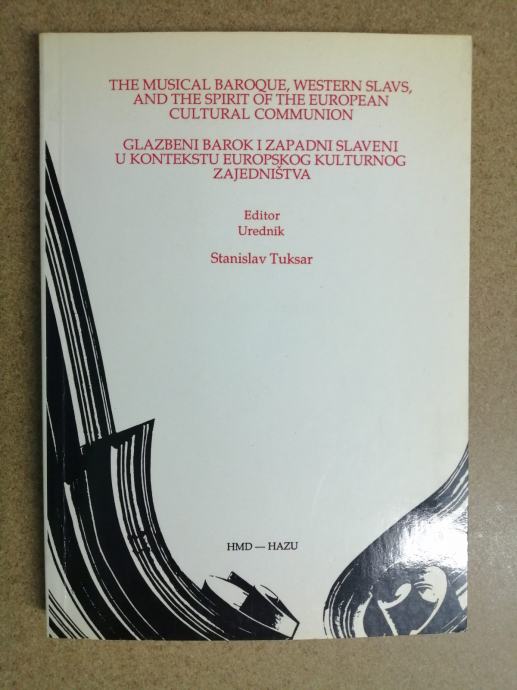 THE MUSICAL BAROQUE, WESTERN SLAVS,
AND THE SPIRIT OF THE EUROPEAN
CULTURAL COMMUNION
GLAZBENI BAROK I ZAPADNI SLAVENI
U KONTEKSTU EUROPSKOG KULTURNOG
ZAJEDNIŠTVA
Editor
Urednik
Stanislav Tuksar
HMD — HAZU